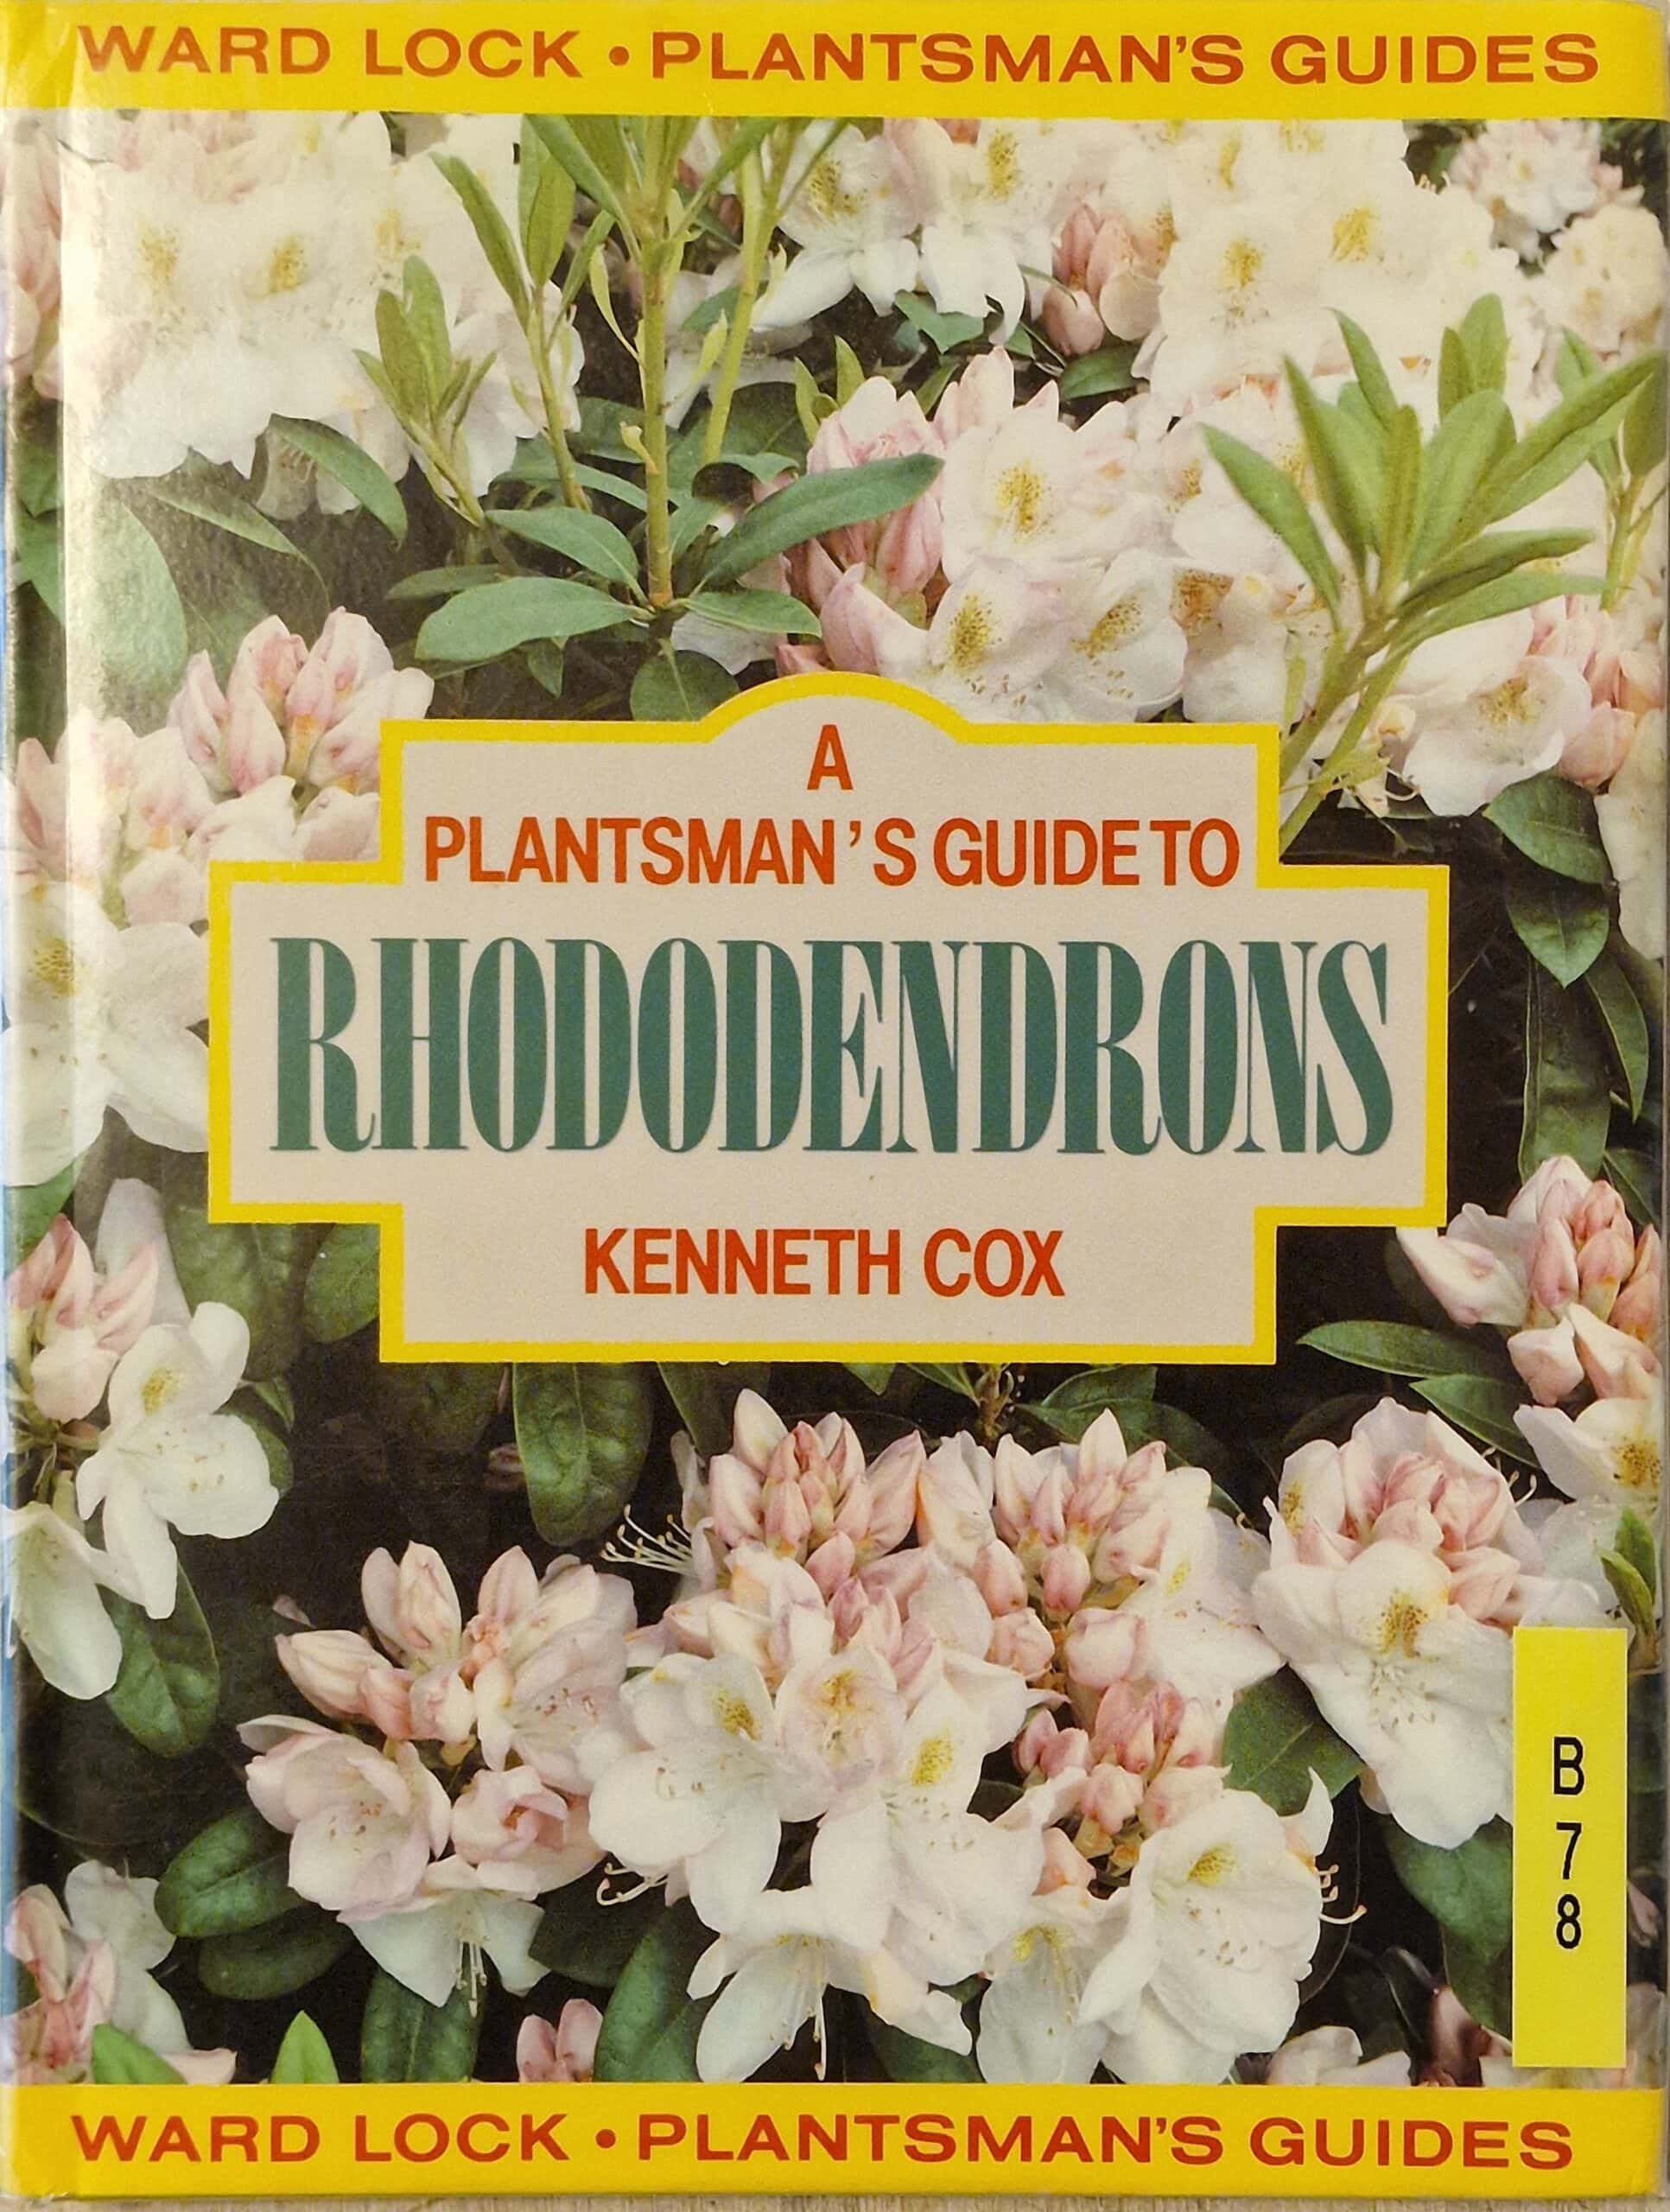 WARD LOCK • PLANTSMAN'S GUIDES
A
PLANTSMAN'S GUIDE TO
RHODODENDRONS
KENNETH COX
B
7
8
WARD LOCK • PLANTSMAN'S GUIDES